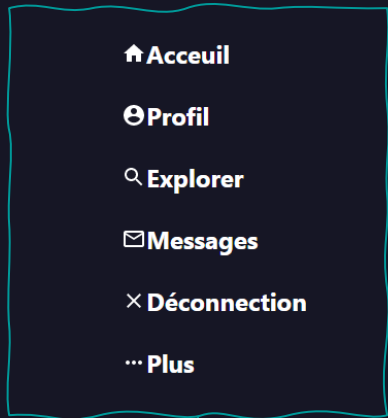 Acceuil
Profil
Explorer
Messages
Déconnection
Plus